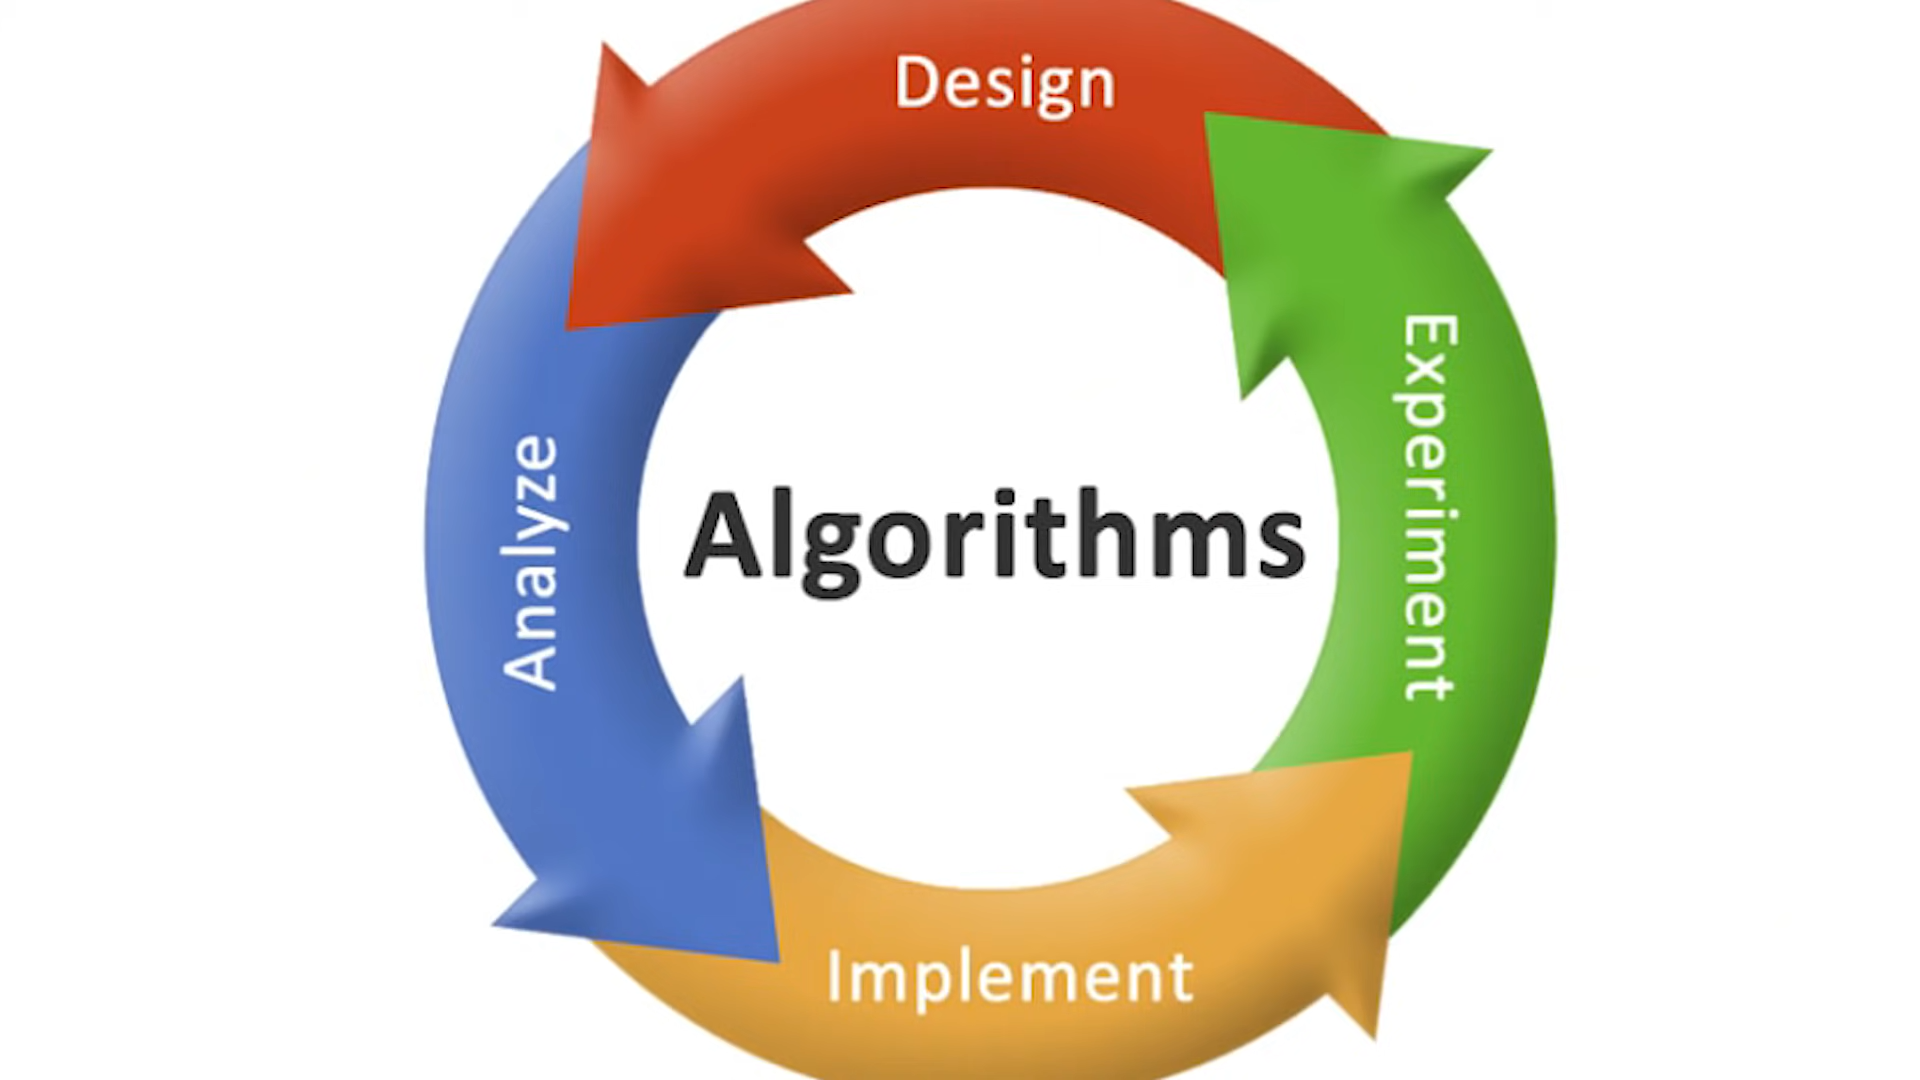 Design
Experiment
Algorithms
Analyze
Implement